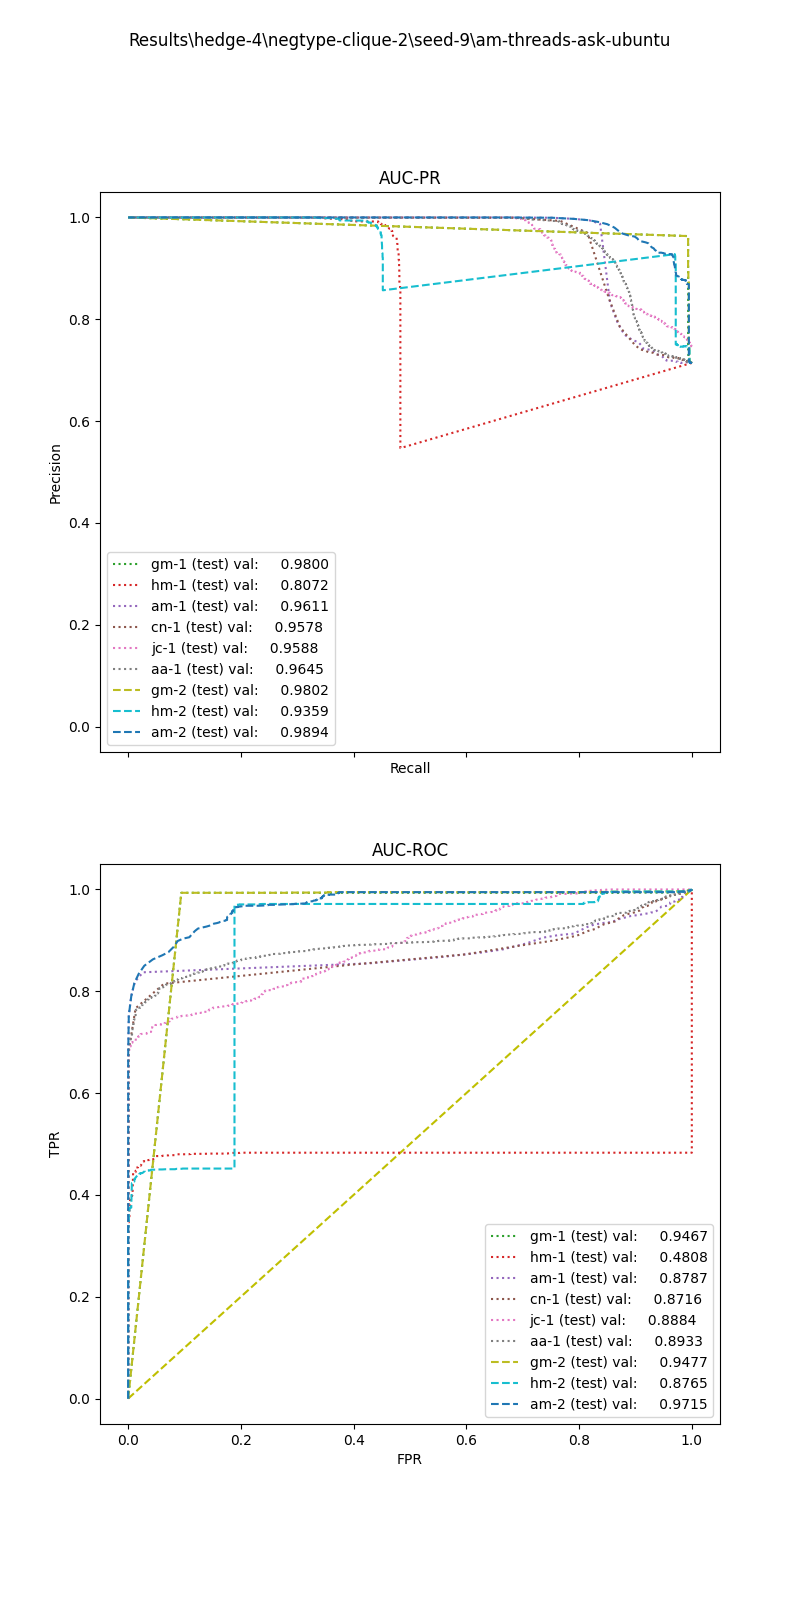 Results\hedge-4\negtype-clique-2\seed-9\am-threads-ask-ubuntu
AUC-PR
1.0
0.8
0.6
0.4
0.2
0.0
Precision
gm-1 (test) val: 0.9800
hm-1 (test) val: 0.8072
am-1 (test) val: 0.9611
cn-1 (test) val: 0.9578
jc-1 (test) val: 0.9588
aa-1 (test) val: 0.9645
gm-2 (test) val: 0.9802
hm-2 (test) val: 0.9359
am-2 (test) val: 0.9894
Recall
AUC-ROC
1.0
0.8
0.6
0.4
0.2
0.0
TPR
gm-1 (test) val: 0.9467
hm-1 (test) val: 0.4808
am-1 (test) val: 0.8787
cn-1 (test) val: 0.8716
jc-1 (test) val: 0.8884
aa-1 (test) val: 0.8933
gm-2 (test) val: 0.9477
hm-2 (test) val: 0.8765
am-2 (test) val: 0.9715
0.0 0.2 0.4 0.6 0.8 1.0
FPR